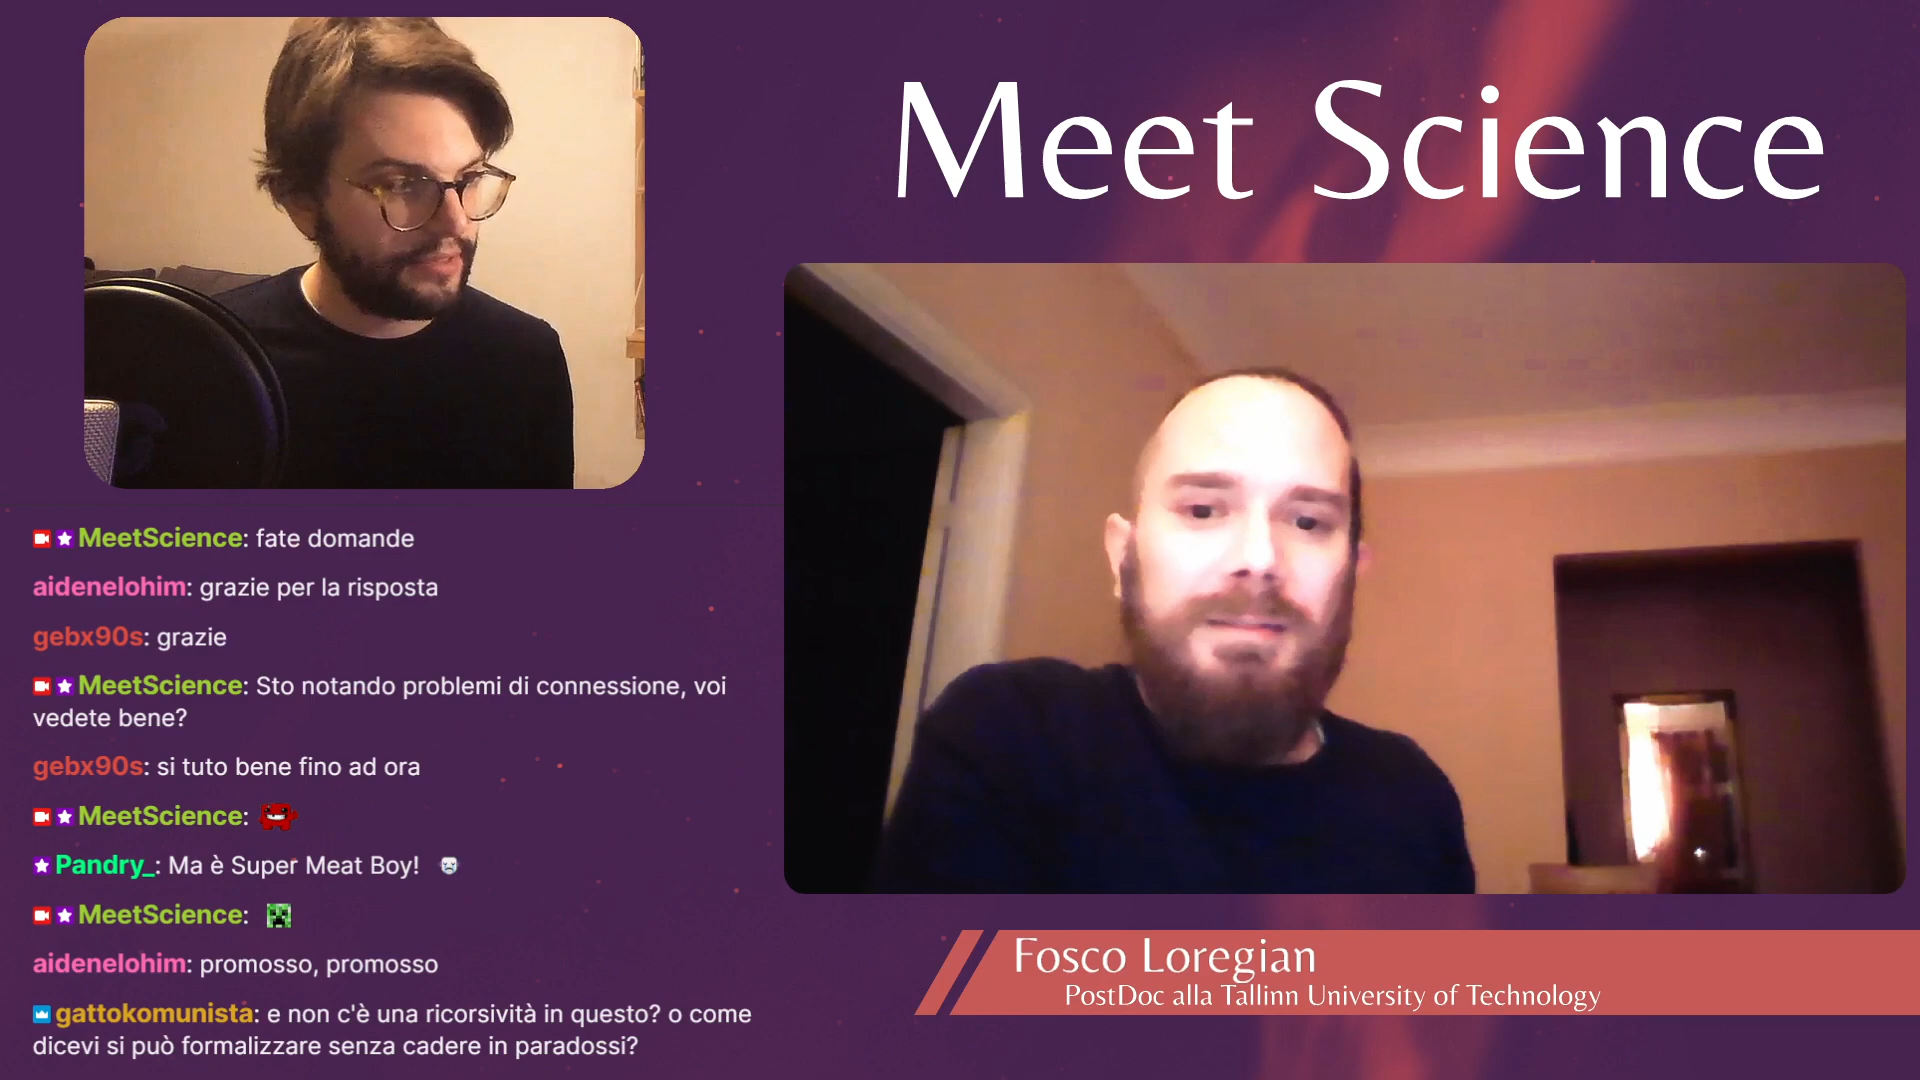 Meet Science
MeetScience: fate domande
aidenelohim: grazie per la risposta
gebx90s: grazie
MeetScience: Sto notando problemi di connessione, voi
vedete bene?
gebx90s: si tuto bene fino ad ora
MeetScience:
Pandry_: Ma è Super Meat Boy!
MeetScience:
aidenelohim: promosso, promosso
gattokomunista: e non c'è una ricorsività in questo? o come
dicevi si può formalizzare senza cadere in paradossi?
Fosco Loregian
PostDoc alla Tallinn University of Technology